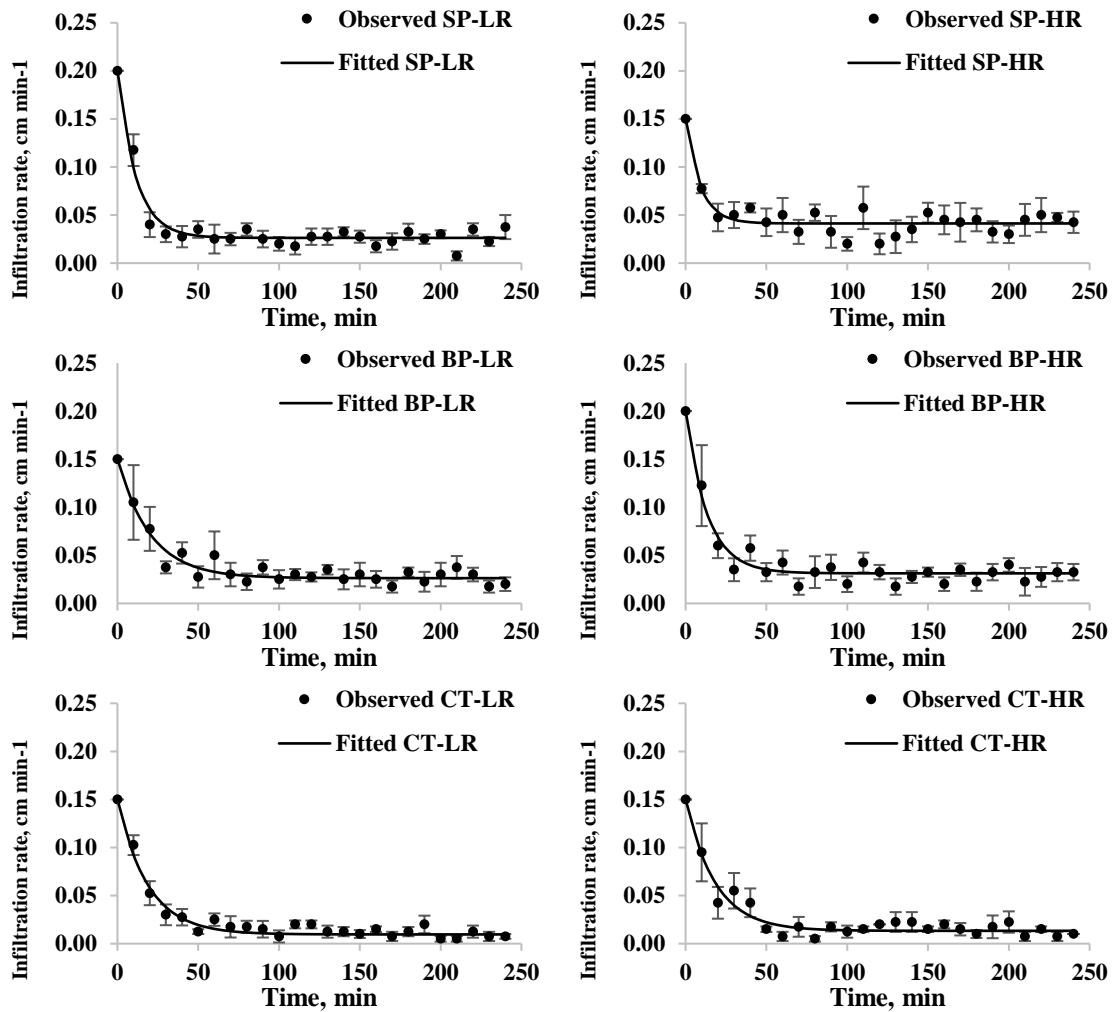 Observed SP-LR
Fitted SP-LR
Infiltration rate, cm min-1
0.25
0.20
0.15
0.10
0.05
0.00
0 50 100 150 200 250
Time, min
Observed SP-HR
Fitted SP-HR
Infiltration rate, cm min-1
0.25
0.20
0.15
0.10
0.05
0.00
0 50 100 150 200 250
Time, min
Observed BP-LR
Fitted BP-LR
Infiltration rate, cm min-1
0.25
0.20
0.15
0.10
0.05
0.00
0 50 100 150 200 250
Time, min
Observed BP-HR
Fitted BP-HR
Infiltration rate, cm min-1
0.25
0.20
0.15
0.10
0.05
0.00
0 50 100 150 200 250
Time, min
Observed CT-LR
Fitted CT-LR
Infiltration rate, cm min-1
0.25
0.20
0.15
0.10
0.05
0.00
0 50 100 150 200 250
Time, min
Observed CT-HR
Fitted CT-HR
Infiltration rate, cm min-1
0.25
0.20
0.15
0.10
0.05
0.00
0 50 100 150 200 250
Time, min